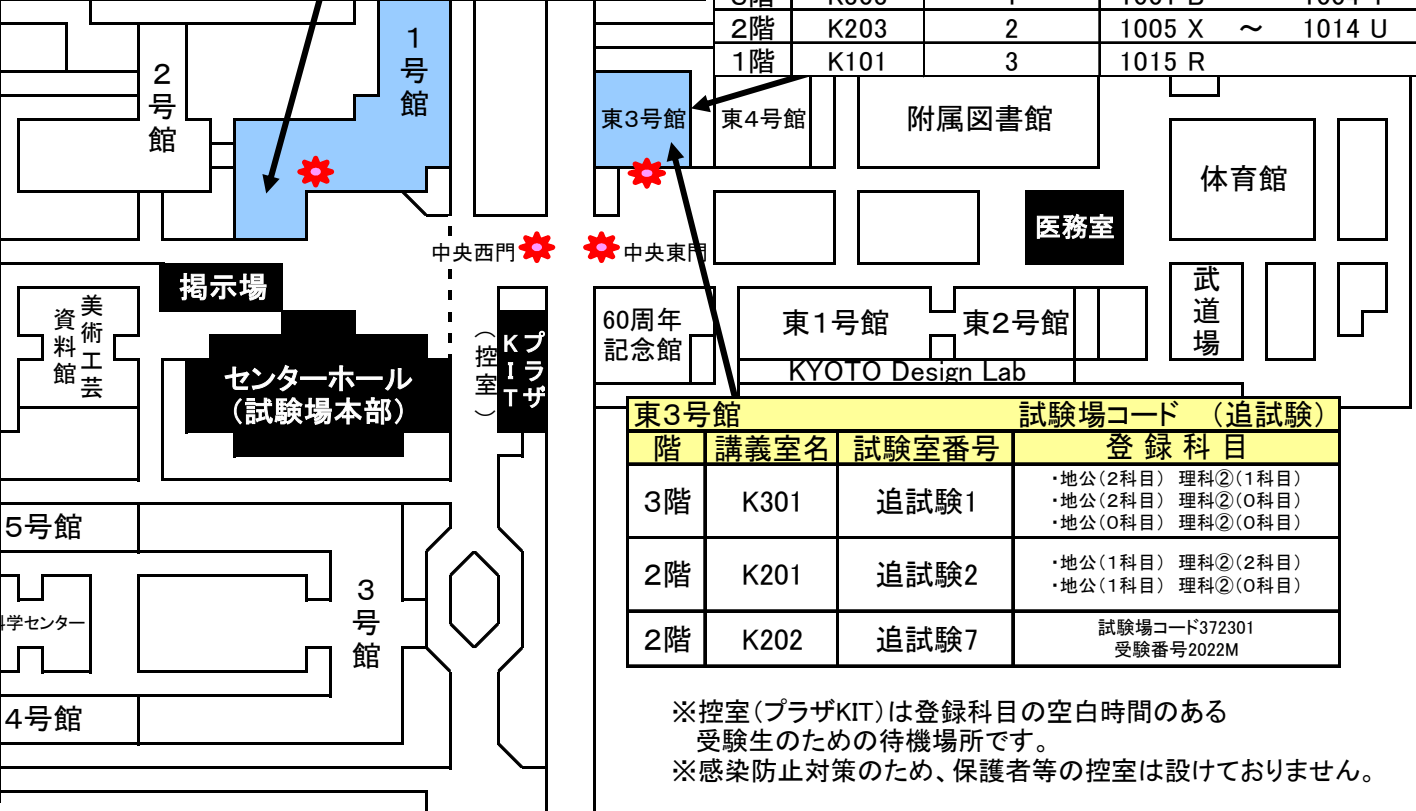 2階 K203 2 1005 X ～ 1014 U
1階 K101 3 1015 R
1号館
2号館
東3号館
東4号館
附属図書館
体育館
医務室
中央西門
中央東門
掲示場
美術工芸
資料館
センターホール
（試験場本部）
プラザ
KIT
（控室）
60周年
記念館
東1号館
東2号館
武道場
KYOTO Design Lab
東3号館 試験場コード （追試験）
階 講義室名 試験室番号 登録科目
3階 K301 追試験1
・地公（2科目） 理科②（1科目）
・地公（2科目） 理科②（0科目）
・地公（0科目） 理科②（0科目）
2階 K201 追試験2
・地公（1科目） 理科②（2科目）
・地公（1科目） 理科②（0科目）
2階 K202 追試験7
試験場コード372301
受験番号2022M
5号館
学センター
3号館
4号館
※控室（プラザKIT）は登録科目の空白時間のある
受験生のための待機場所です。
※感染防止対策のため、保護者等の控室は設けておりません。